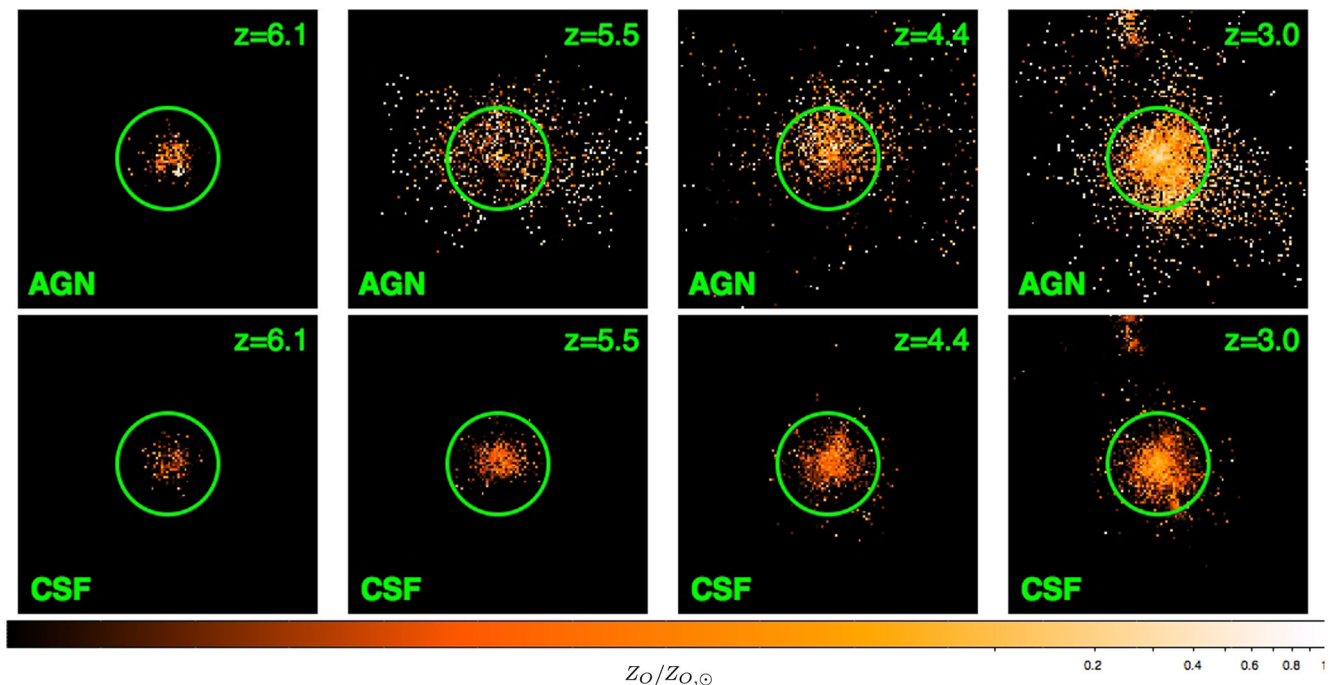 z=6.1
z=5.5
z=4.4
z=3.0
AGN
AGN
AGN
AGN
z=6.1
z=5.5
z=4.4
z=3.0
CSF
CSF
CSF
CSF
0.2 0.4 0.6 0.8 1
Z_O/Z_{O,⊙}